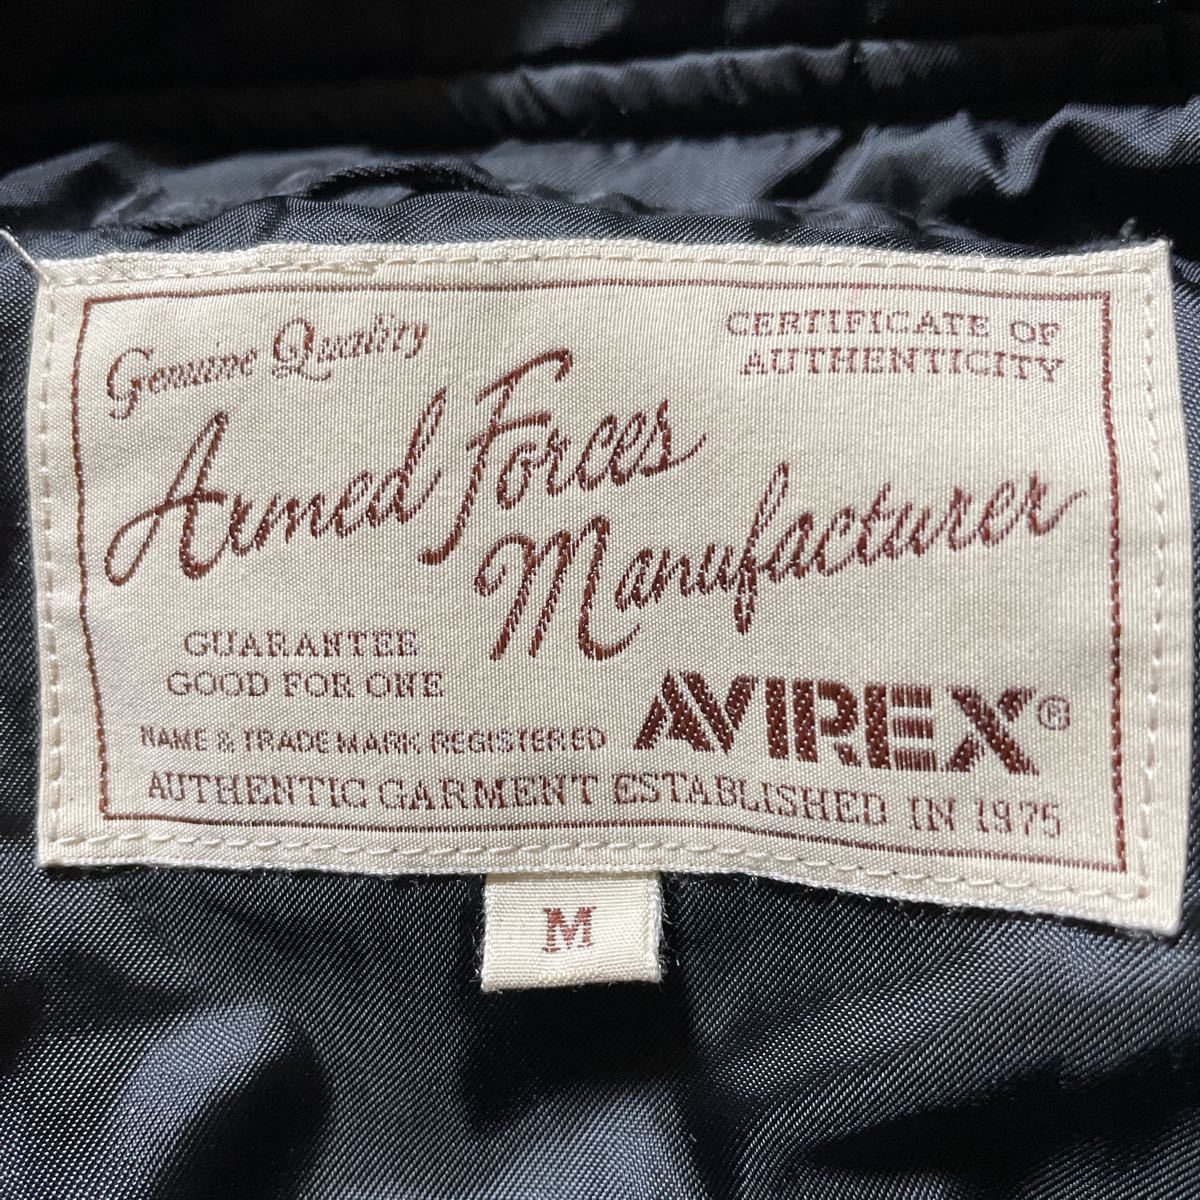 Genuine Quality
CERTIFICATE OF
AUTHENTICITY
Armed Forces
Manufacturer
GUARANTEE
GOOD FOR ONE
NAME & TRADE MARK REGISTERED
AVIREX®
AUTHENTIC GARMENT ESTABLISHED IN 1975
M